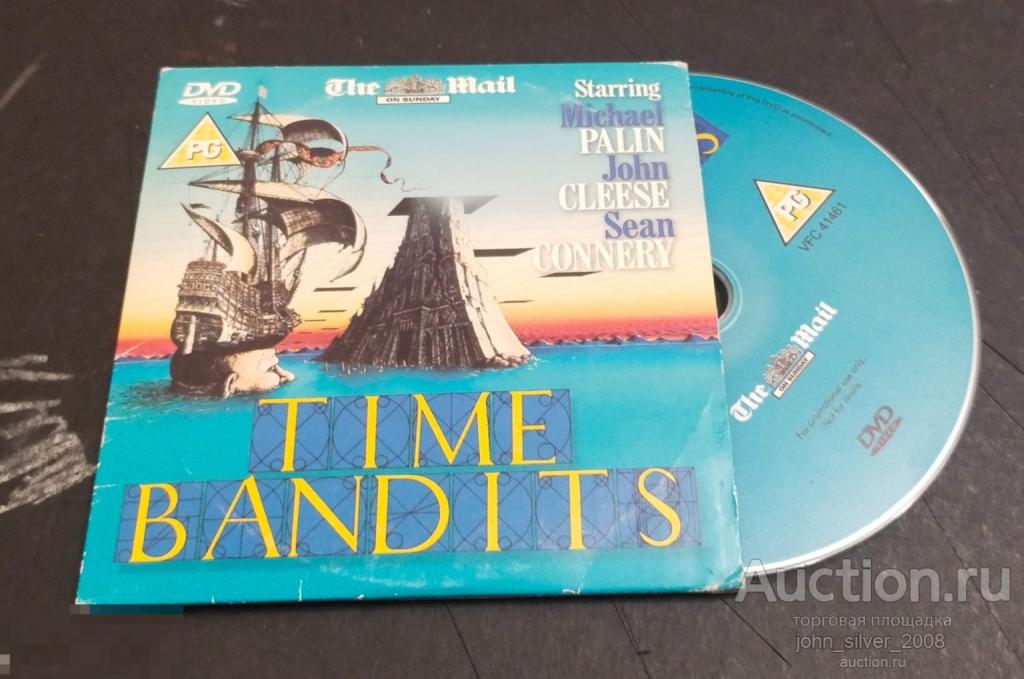 DVD
VIDEO
The Mail
ON SUNDAY
PG
Starring
Michael
PALIN
John
CLEESE
Sean
CONNERY
TIME
BANDITS
PG
VFC 41461
The Mail
ON SUNDAY
For promotional use only.
Not for resale.
DVD
VIDEO
Auction.ru
торговая площадка
john_silver_2008
auction.ru